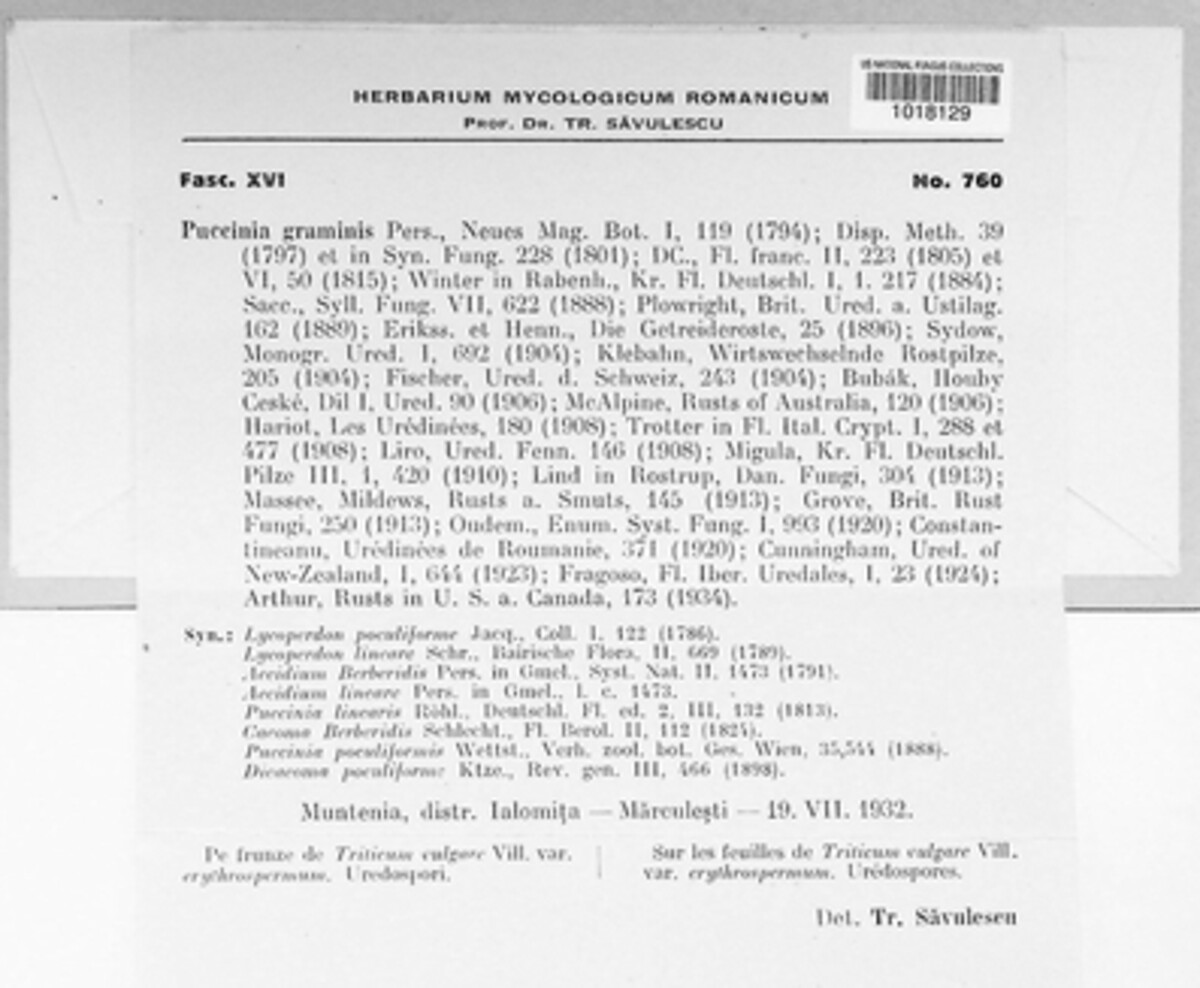 US NATIONAL FUNGUS COLLECTIONS
1018129
HERBARIUM MYCOLOGICUM ROMANICUM
PROF. DR. TR. SĂVULESCU
Fasc. XVI No. 760
Puccinia graminis Pers., Neues Mag. Bot. I, 119 (1794); Disp. Meth. 39
(1797) et in Syn. Fung. 228 (1801); DC., Fl. franc. II, 223 (1805) et
VI, 50 (1815); Winter in Rabenh., Kr. Fl. Deutschl. I, 1. 217 (1884);
Sacc., Syll. Fung. VII, 622 (1888); Plowright, Brit. Ured. a. Ustilag.
162 (1889); Erikss. et Henn., Die Getreideroste, 25 (1896); Sydow,
Monogr. Ured. I, 692 (1904); Klebahn, Wirtswechselnde Rostpilze,
205 (1904); Fischer, Ured. d. Schweiz, 243 (1904); Bubák, Houby
Ceské, Dil I, Ured. 90 (1906); McAlpine, Rusts of Australia, 120 (1906);
Hariot, Les Urédinées, 180 (1908); Trotter in Fl. Ital. Crypt. I, 288 et
477 (1908); Liro, Ured. Fenn. 146 (1908); Migula, Kr. Fl. Deutschl.
Pilze III, 1, 420 (1910); Lind in Rostrup, Dan. Fungi, 304 (1913);
Massee, Mildews, Rusts a. Smuts, 145 (1913); Grove, Brit. Rust
Fungi, 250 (1913); Oudem., Enum. Syst. Fung. I, 993 (1920); Constan-
tineanu, Urédinées de Roumanie, 371 (1920); Cunningham, Ured. of
New-Zealand, I, 644 (1923); Fragoso, Fl. Iber. Uredales, I, 23 (1924);
Arthur, Rusts in U. S. a. Canada, 173 (1934).
Syn.: Lycoperdon poculiforme Jacq., Coll. I, 122 (1786).
Lycoperdon lineare Schr., Bairische Flora, II, 669 (1789).
Aecidium Berberidis Pers. in Gmel., Syst. Nat. II, 1473 (1791).
Aecidium lineare Pers. in Gmel., l. c. 1473.
Puccinia linearis Röhl., Deutschl. Fl. ed. 2, III, 132 (1813).
Caeoma Berberidis Schlecht., Fl. Berol. II, 112 (1824).
Puccinia poculiformis Wettst., Verh. zool. bot. Ges. Wien, 35,544 (1888).
Dicaeoma poculiforme Ktze., Rev. gen. III, 466 (1898).
Muntenia, distr. Ialomița — Mărculești — 19. VII. 1932.
Pe frunze de Triticum vulgare Vill. var.
erythrospermum. Uredospori.
Sur les feuilles de Triticum vulgare Vill.
var. erythrospermum. Urédospores.
Det. Tr. Săvulescu